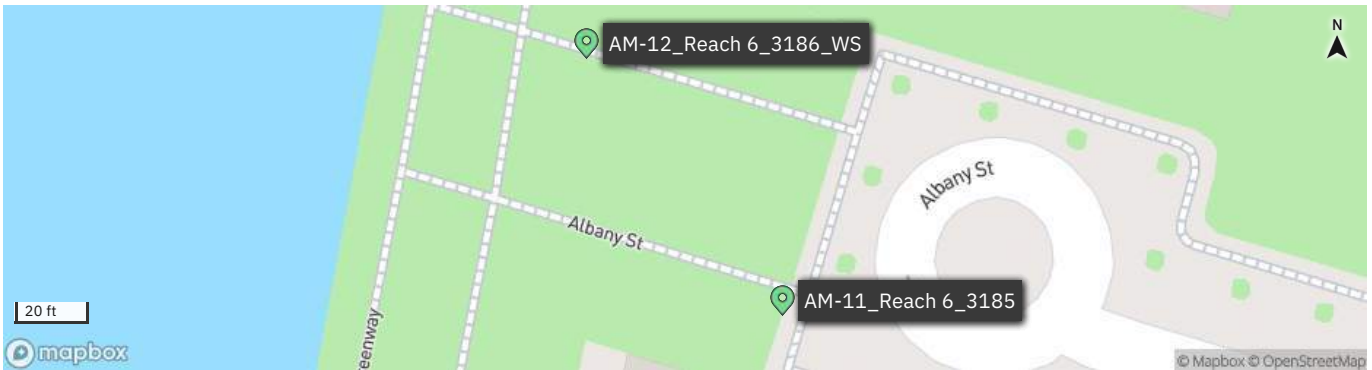 AM-12_Reach 6_3186_WS
N
Albany St
Albany St
AM-11_Reach 6_3185
20 ft
eenway
mapbox
© Mapbox © OpenStreetMap